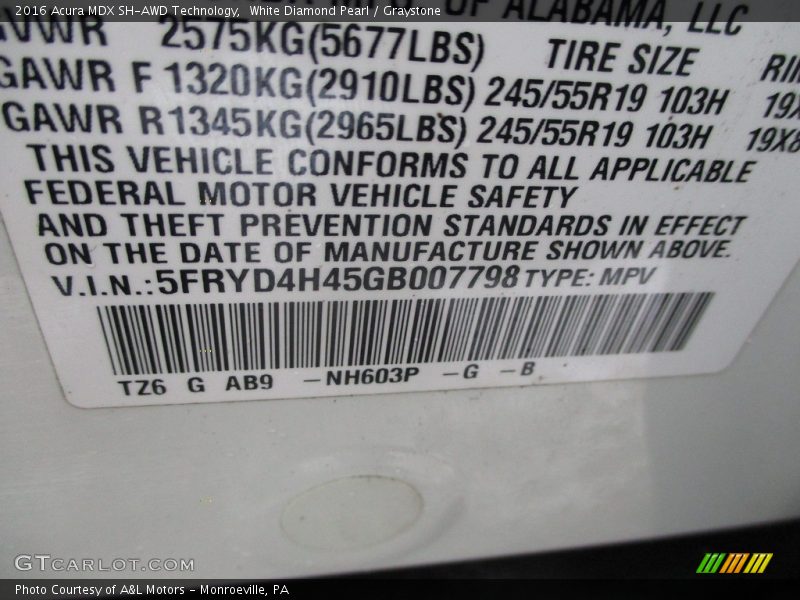 2016 Acura MDX SH-AWD Technology, White Diamond Pearl / Graystone
OF ALABAMA, LLC
GVWR 2575KG(5677LBS) TIRE SIZE
GAWR F 1320KG(2910LBS) 245/55R19 103H
GAWR R 1345KG(2965LBS) 245/55R19 103H 19X8
THIS VEHICLE CONFORMS TO ALL APPLICABLE
FEDERAL MOTOR VEHICLE SAFETY
AND THEFT PREVENTION STANDARDS IN EFFECT
ON THE DATE OF MANUFACTURE SHOWN ABOVE.
V.I.N.:5FRYD4H45GB007798 TYPE: MPV
TZ6 G AB9 –NH603P –G –B
GTCARLOT.COM
Photo Courtesy of A&L Motors – Monroeville, PA